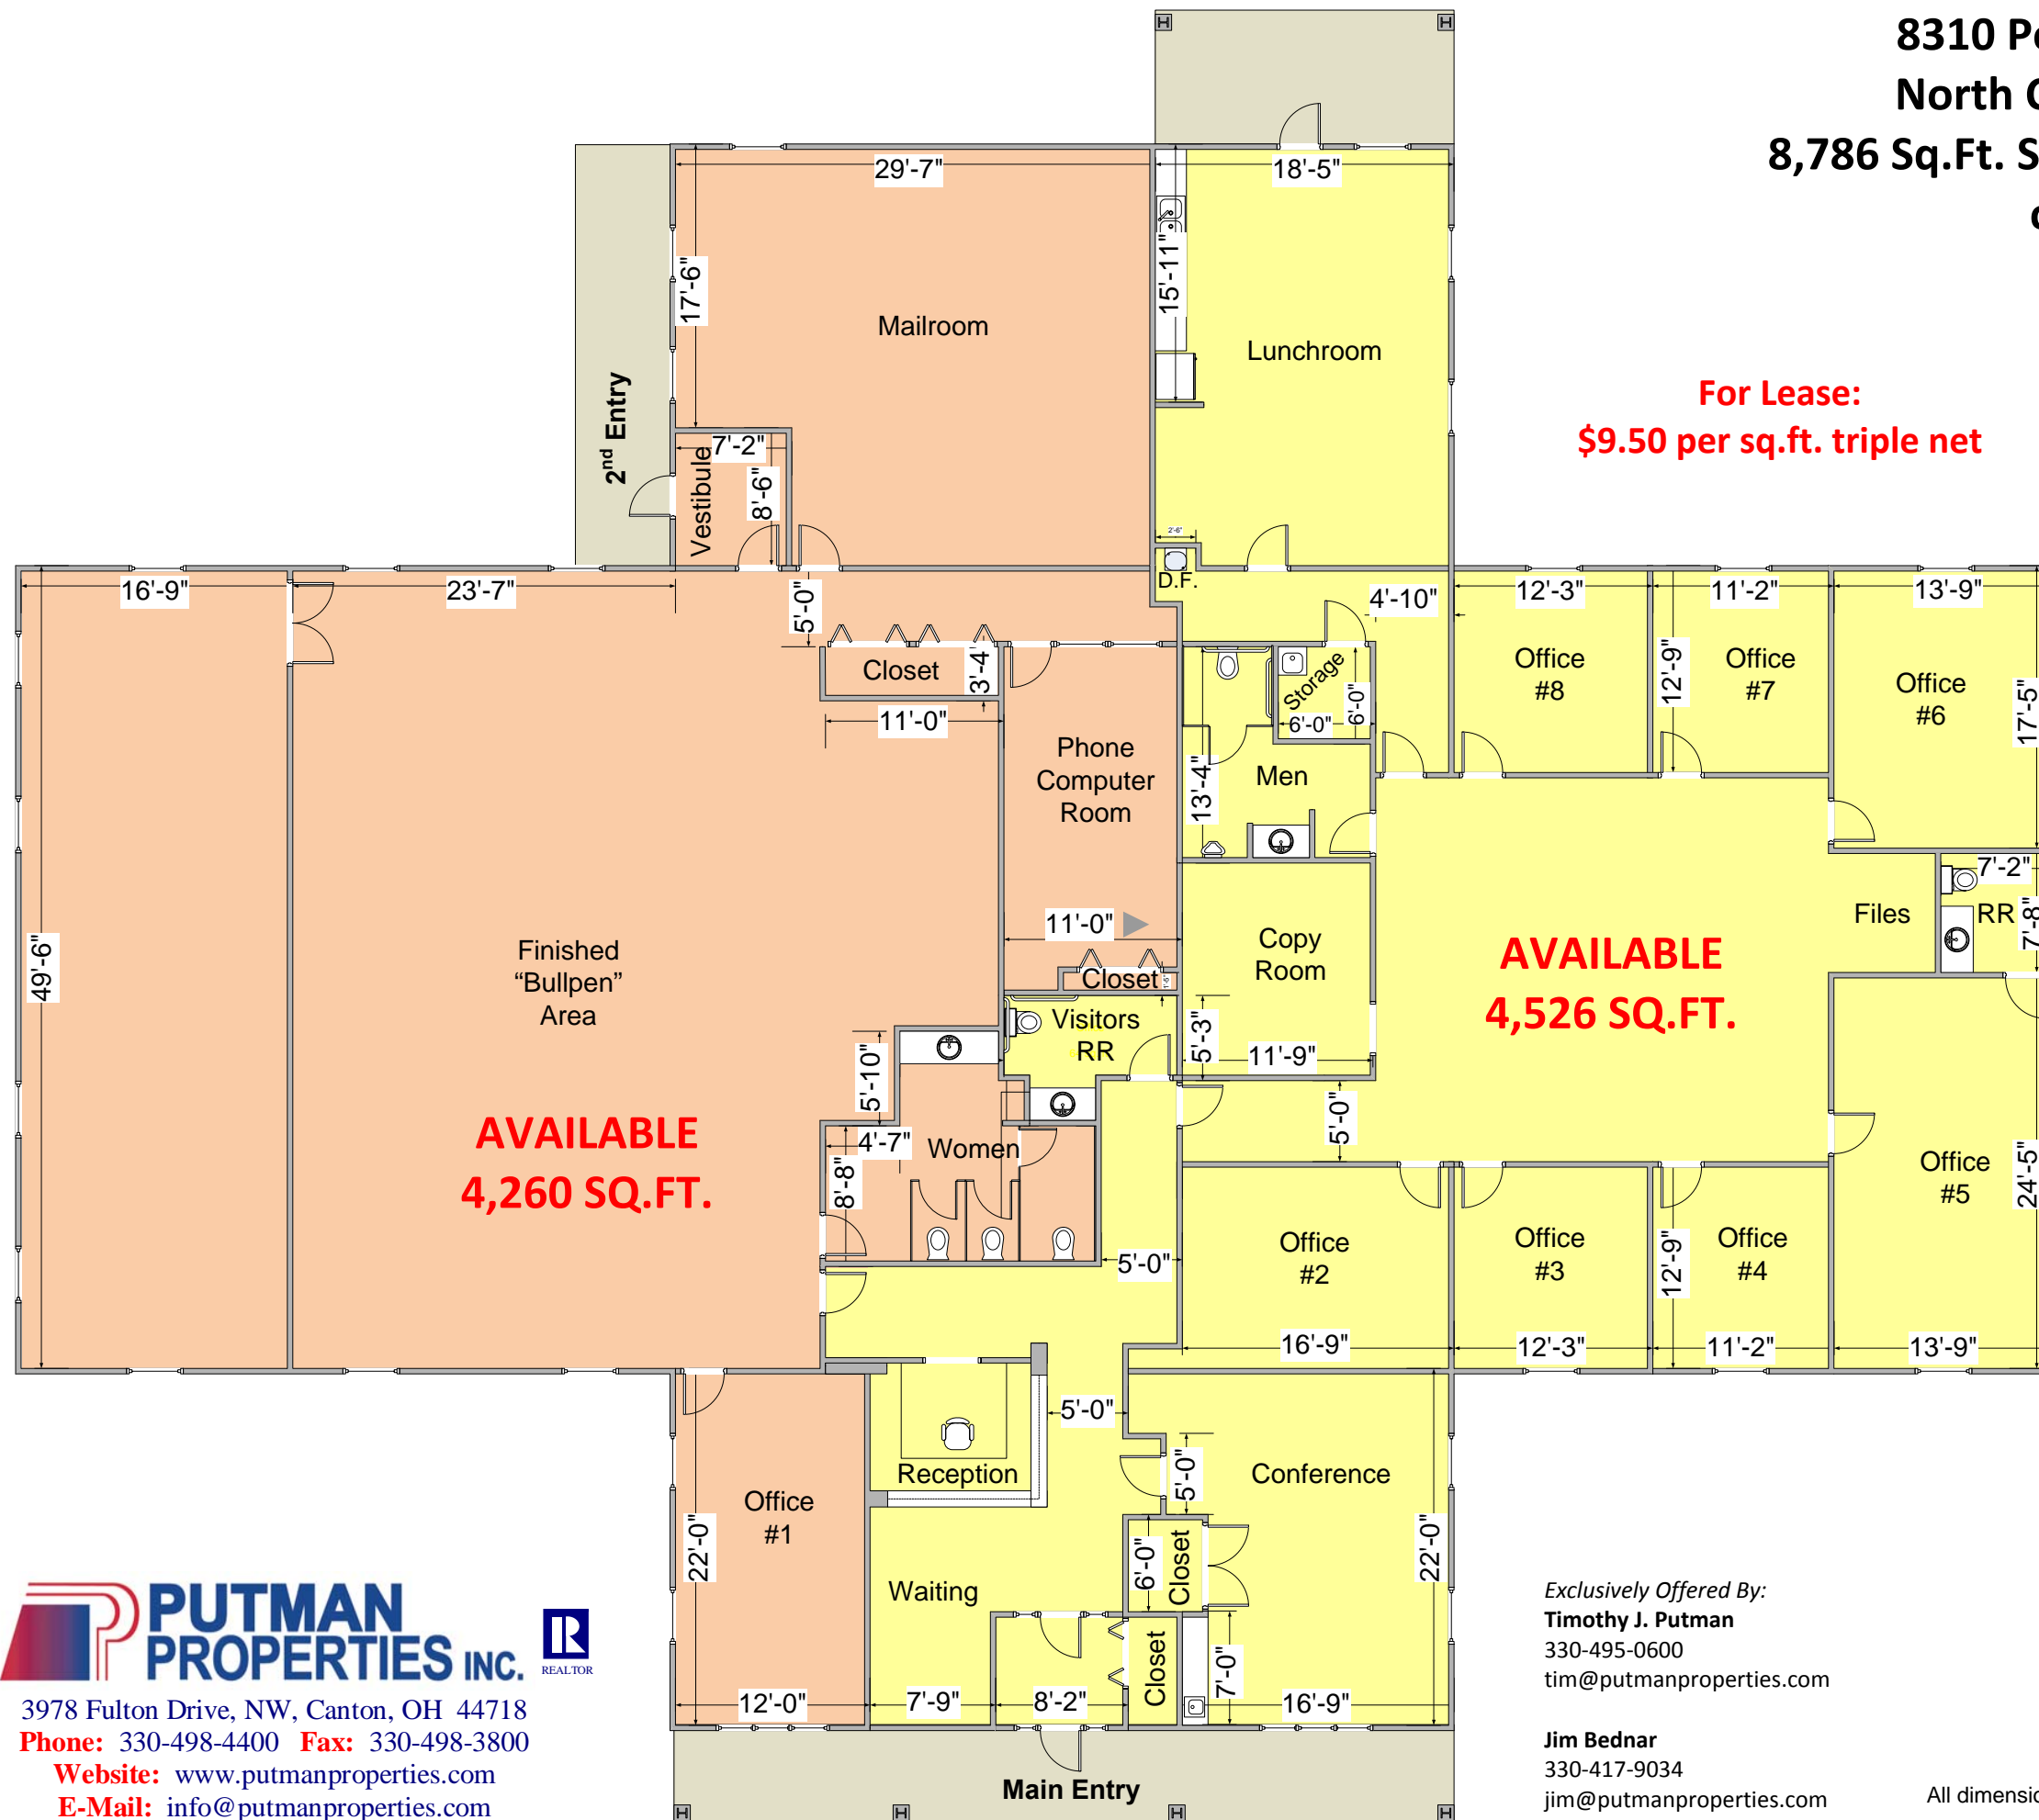 8310
North
8,786 Sq.Ft.
For Lease:
$9.50 per sq.ft. triple net
29'-7"
18'-5"
17'-6"
15'-11"
Mailroom
Lunchroom
2nd Entry
7'-2"
Vestibule
8'-6"
2'-6"
D.F.
16'-9"
23'-7"
5'-0"
4'-10"
12'-3"
11'-2"
13'-9"
Closet
3'-4"
11'-0"
Storage
6'-0"
6'-0"
Office
#8
12'-9"
Office
#7
Office
#6
17'-5"
Phone
Computer
Room
13'-4"
Men
49'-6"
Finished
“Bullpen”
Area
11'-0"
Closet
1'-6"
Copy
Room
AVAILABLE
4,526 SQ.FT.
Files
7'-2"
RR
7'-8"
Visitors
RR
5'-3"
11'-9"
5'-10"
5'-0"
AVAILABLE
4,260 SQ.FT.
4'-7"
Women
8'-8"
5'-0"
Office
#2
16'-9"
Office
#3
12'-3"
12'-9"
Office
#4
11'-2"
Office
#5
24'-5"
13'-9"
5'-0"
Reception
5'-0"
Conference
Office
#1
22'-0"
Waiting
6'-0"
Closet
22'-0"
12'-0"
7'-9"
8'-2"
Closet
7'-0"
16'-9"
Main Entry
PUTMAN
PROPERTIES INC.
REALTOR
3978 Fulton Drive, NW, Canton, OH 44718
Phone: 330-498-4400 Fax: 330-498-3800
Website: www.putmanproperties.com
E-Mail: info@putmanproperties.com
Exclusively Offered By:
Timothy J. Putman
330-495-0600
tim@putmanproperties.com
Jim Bednar
330-417-9034
jim@putmanproperties.com
All